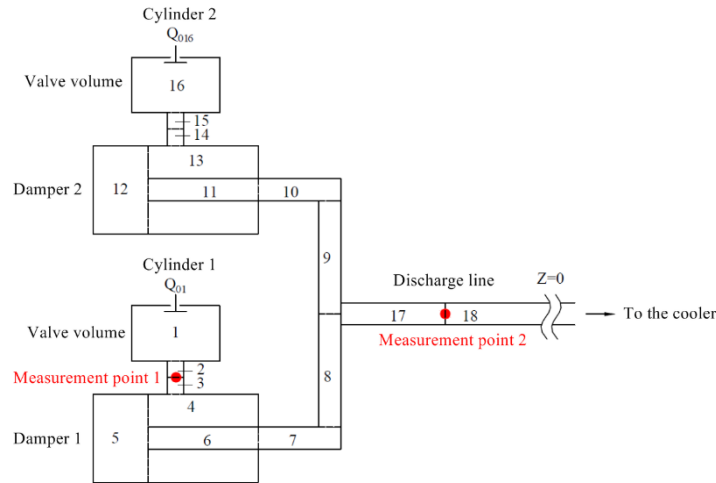 Cylinder 2
Q016
Valve volume
16
15
14
13
Damper 2
12
11
10
9
Cylinder 1
Q01
Discharge line
Z=0
Valve volume
1
17
18
To the cooler
Measurement point 2
Measurement point 1
2
3
4
8
Damper 1
5
6
7